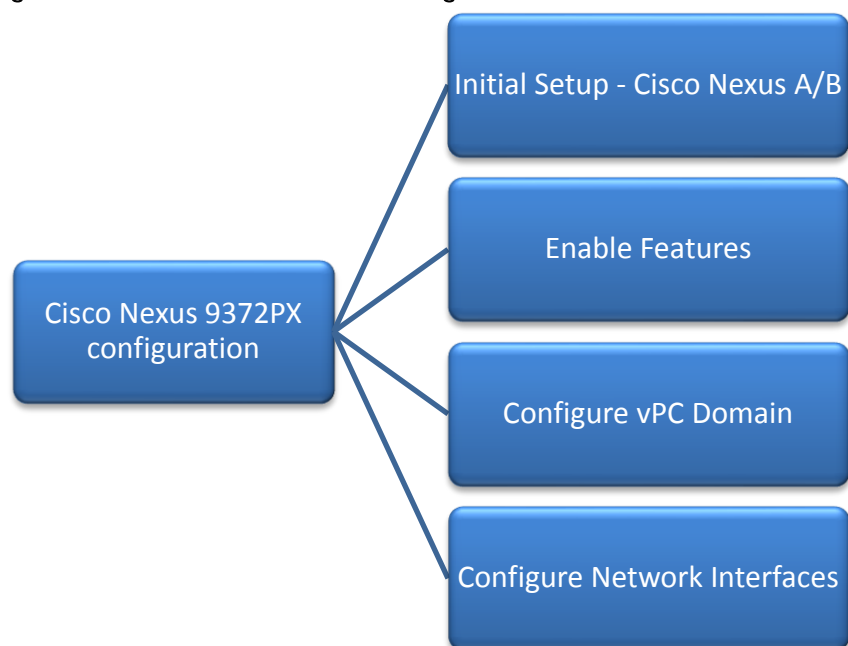 Initial Setup - Cisco Nexus A/B
Enable Features
Cisco Nexus 9372PX
configuration
Configure vPC Domain
Configure Network Interfaces